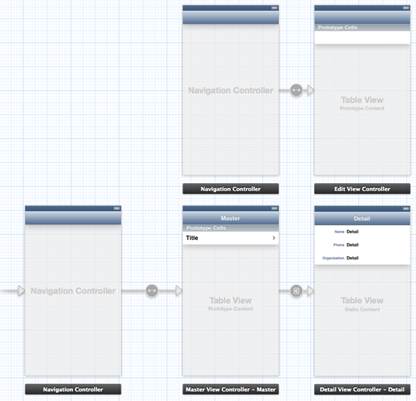 Prototype Cells
Navigation Controller
Table View
Prototype Content
Navigation Controller
Edit View Controller
Master
Detail
Prototype Cells
Title
Name Detail
Phone Detail
Organization Detail
Navigation Controller
Table View
Prototype Content
Table View
Static Content
Navigation Controller
Master View Controller - Master
Detail View Controller - Detail